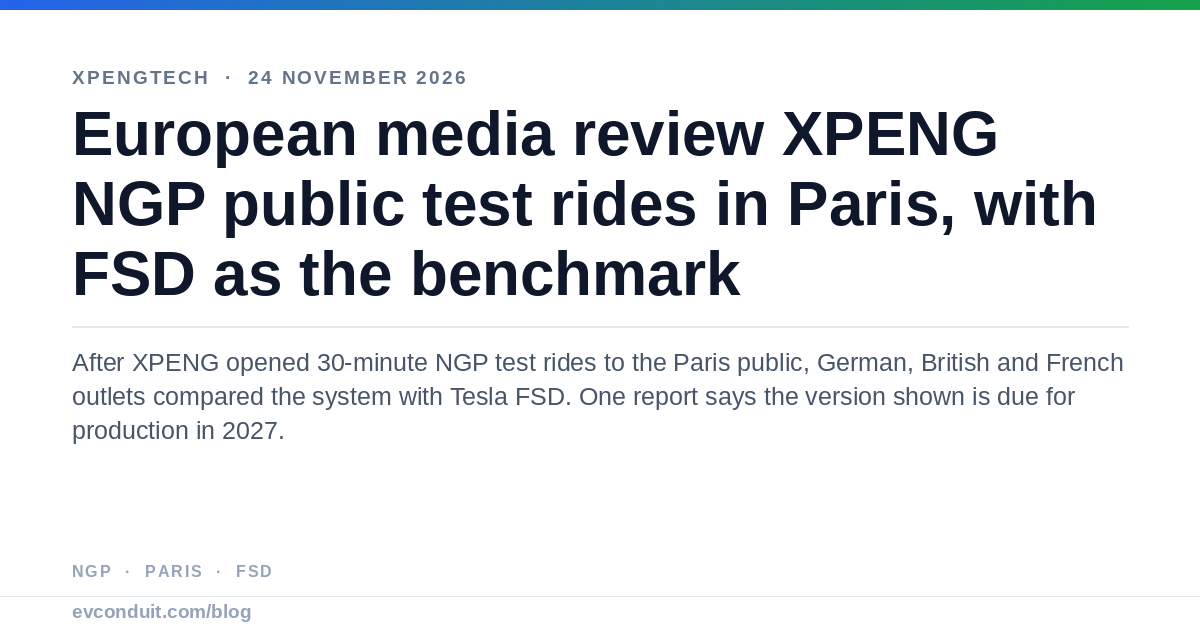 XPENGTECH · 24 NOVEMBER 2026
European media review XPENG
NGP public test rides in Paris, with
FSD as the benchmark
After XPENG opened 30-minute NGP test rides to the Paris public, German, British and French
outlets compared the system with Tesla FSD. One report says the version shown is due for
production in 2027.
NGP · PARIS · FSD
evconduit.com/blog